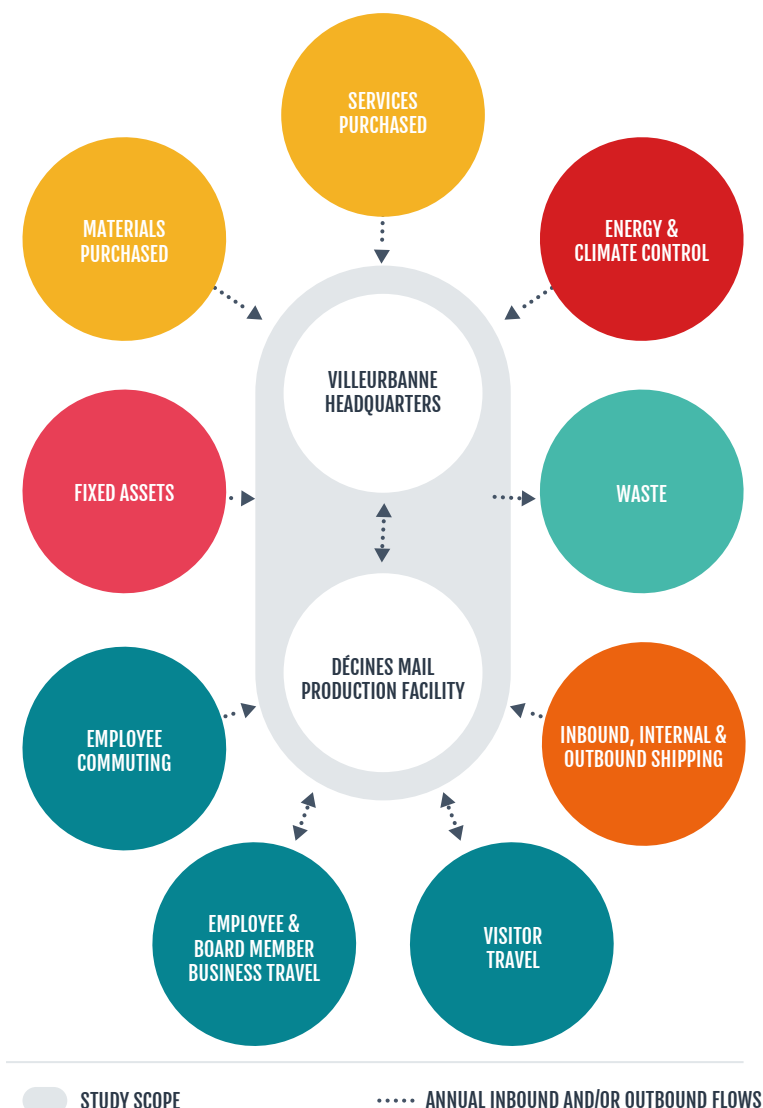 SERVICES
PURCHASED
MATERIALS
PURCHASED
ENERGY &
CLIMATE CONTROL
VILLEURBANNE
HEADQUARTERS
FIXED ASSETS
WASTE
DÉCINES MAIL
PRODUCTION FACILITY
EMPLOYEE
COMMUTING
INBOUND, INTERNAL &
OUTBOUND SHIPPING
EMPLOYEE &
BOARD MEMBER
BUSINESS TRAVEL
VISITOR
TRAVEL
STUDY SCOPE
ANNUAL INBOUND AND/OR OUTBOUND FLOWS